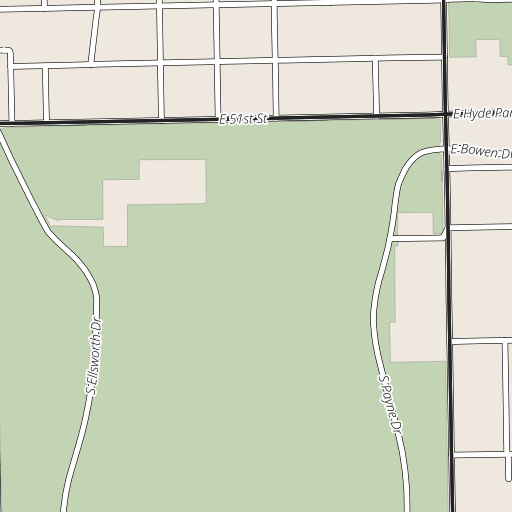 E 51st St
E Hyde Par
E Bowen Dr
S Ellsworth Dr
S Payne Dr